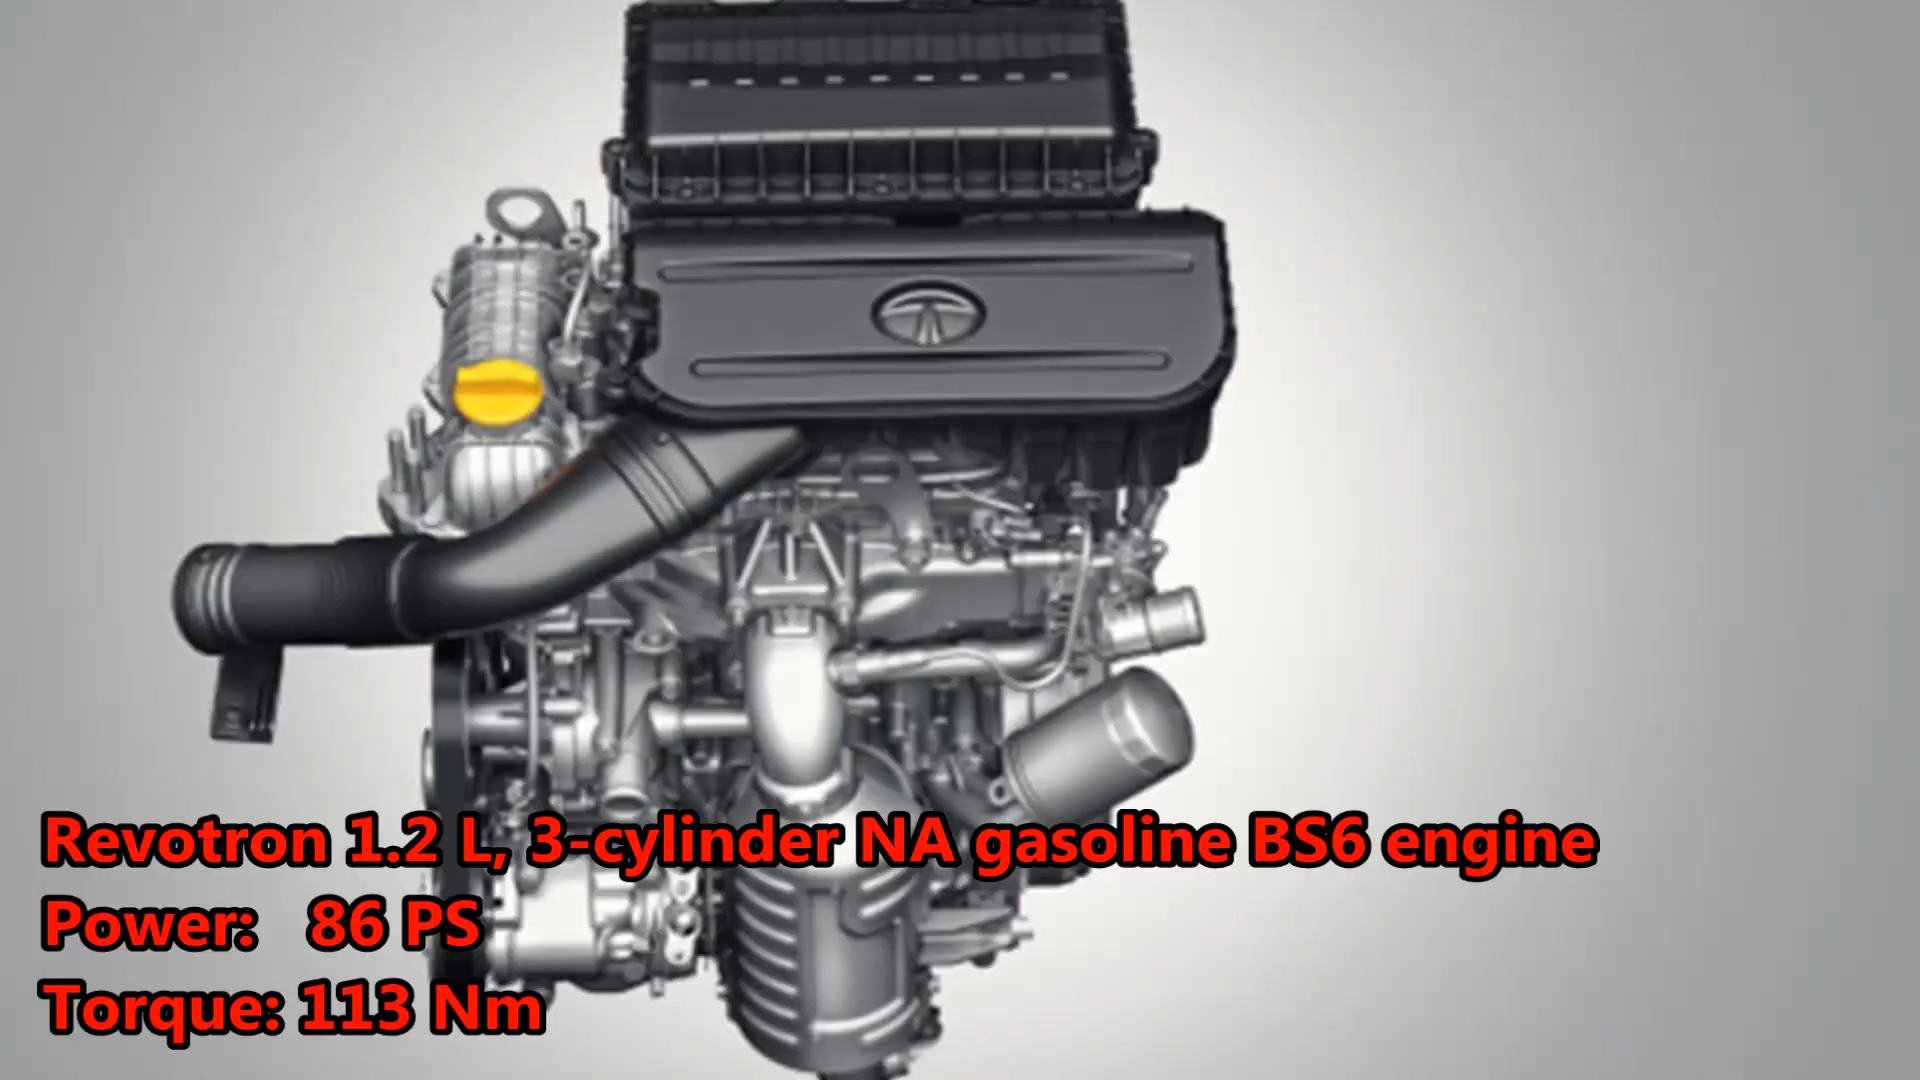 Revotron 1.2 L, 3-cylinder NA gasoline BS6 engine
Power: 86 PS
Torque: 113 Nm